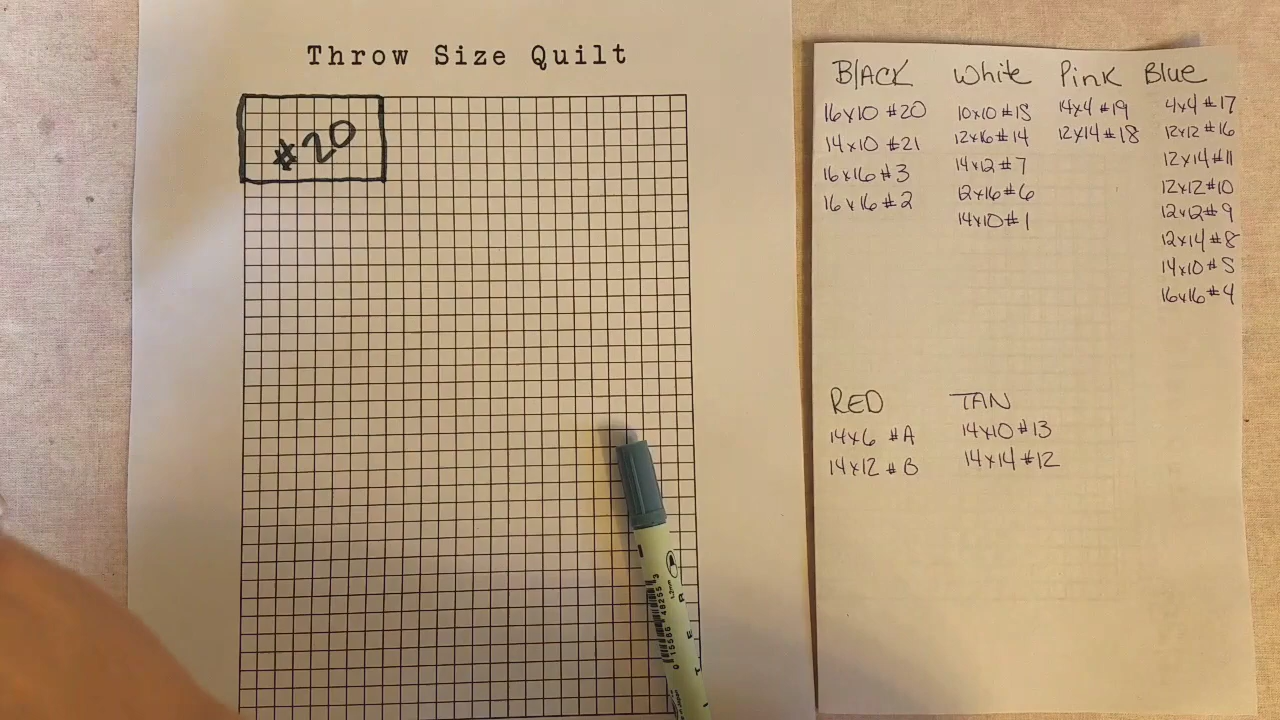 Throw Size Quilt
#20
BLACK
16x10 #20
14x10 #21
16x16 #3
16x16 #2
White
10x10 #15
12x16 #14
14x12 #7
12x16 #6
14x10 #1
Pink
14x4 #19
12x14 #18
Blue
4x4 #17
12x12 #16
12x14 #11
12x12 #10
12x12 #9
12x14 #8
14x10 #5
16x16 #4
RED
14x6 #A
14x12 #B
TAN
14x10 #13
14x14 #12